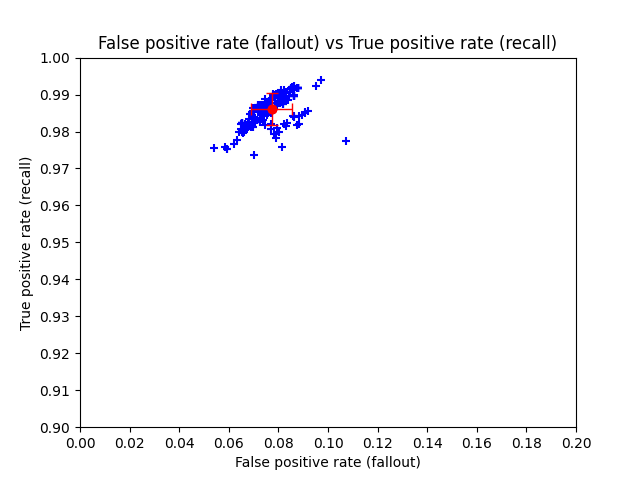 False positive rate (fallout) vs True positive rate (recall)
1.00
0.99
0.98
0.97
0.96
0.95
0.94
0.93
0.92
0.91
0.90
True positive rate (recall)
0.00 0.02 0.04 0.06 0.08 0.10 0.12 0.14 0.16 0.18 0.20
False positive rate (fallout)